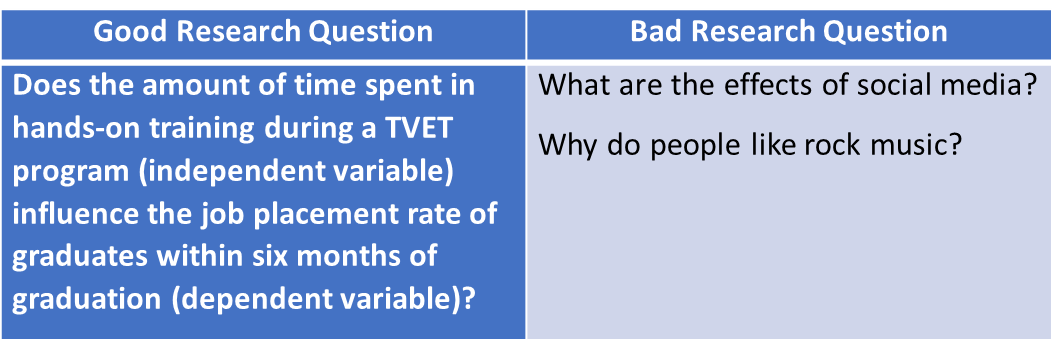 Good Research Question
Bad Research Question
Does the amount of time spent in
hands-on training during a TVET
program (independent variable)
influence the job placement rate of
graduates within six months of
graduation (dependent variable)?
What are the effects of social media?
Why do people like rock music?